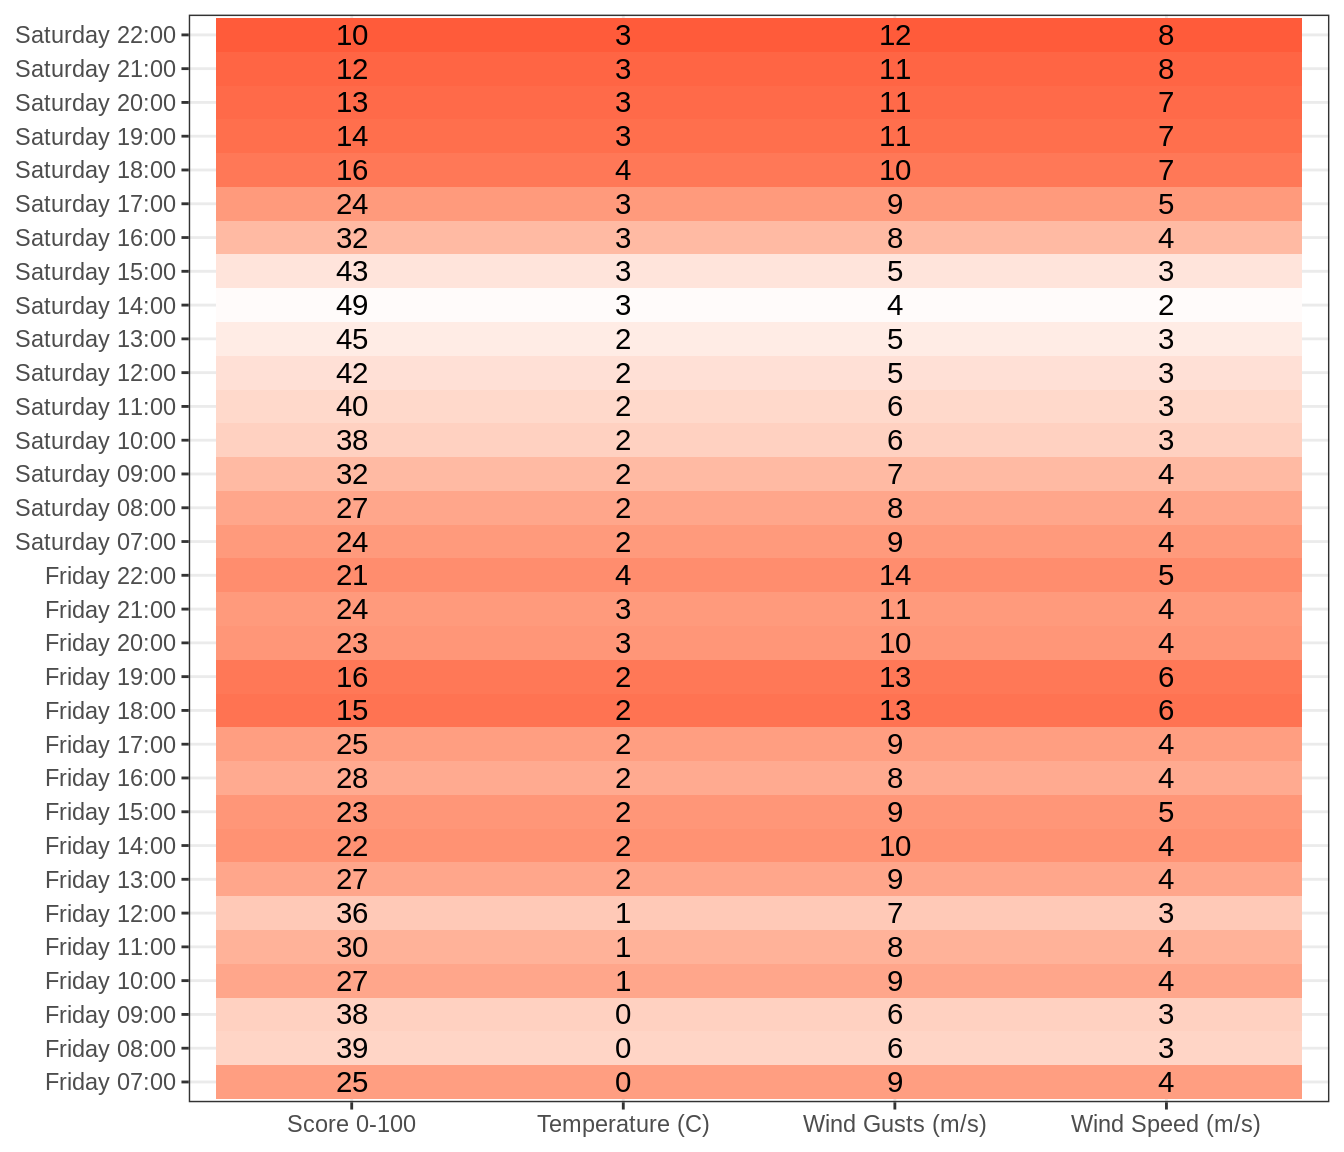 Saturday 22:00 10 3 12 8
Saturday 21:00 12 3 11 8
Saturday 20:00 13 3 11 7
Saturday 19:00 14 3 11 7
Saturday 18:00 16 4 10 7
Saturday 17:00 24 3 9 5
Saturday 16:00 32 3 8 4
Saturday 15:00 43 3 5 3
Saturday 14:00 49 3 4 2
Saturday 13:00 45 2 5 3
Saturday 12:00 42 2 5 3
Saturday 11:00 40 2 6 3
Saturday 10:00 38 2 6 3
Saturday 09:00 32 2 7 4
Saturday 08:00 27 2 8 4
Saturday 07:00 24 2 9 4
Friday 22:00 21 4 14 5
Friday 21:00 24 3 11 4
Friday 20:00 23 3 10 4
Friday 19:00 16 2 13 6
Friday 18:00 15 2 13 6
Friday 17:00 25 2 9 4
Friday 16:00 28 2 8 4
Friday 15:00 23 2 9 5
Friday 14:00 22 2 10 4
Friday 13:00 27 2 9 4
Friday 12:00 36 1 7 3
Friday 11:00 30 1 8 4
Friday 10:00 27 1 9 4
Friday 09:00 38 0 6 3
Friday 08:00 39 0 6 3
Friday 07:00 25 0 9 4
Score 0-100 Temperature (C) Wind Gusts (m/s) Wind Speed (m/s)